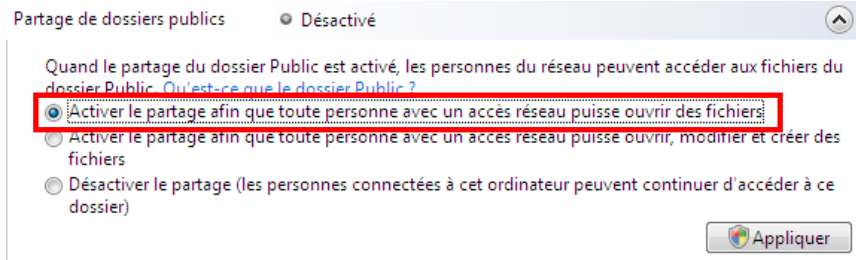 Partage de dossiers publics Désactivé
Quand le partage du dossier Public est activé, les personnes du réseau peuvent accéder aux fichiers du
dossier Public. Qu'est-ce que le dossier Public ?
Activer le partage afin que toute personne avec un accès réseau puisse ouvrir des fichiers
Activer le partage afin que toute personne avec un accès réseau puisse ouvrir, modifier et créer des
fichiers
Désactiver le partage (les personnes connectées à cet ordinateur peuvent continuer d'accéder à ce
dossier)
Appliquer